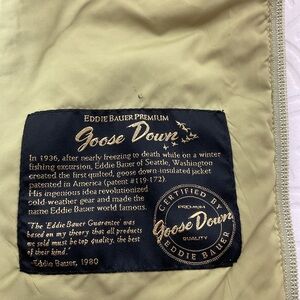 EDDIE BAUER PREMIUM
Goose Down
In 1936, after nearly freezing to death while on a winter
fishing excursion, Eddie Bauer of Seattle, Washington
created the first quilted, goose down-insulated jacket
patented in America (patent #119-172).
His ingenious idea revolutionized
cold-weather gear and made the
name Eddie Bauer world famous.
"The 'Eddie Bauer Guarantee' was
based on my theory that all products
we sold must be top quality, the best
of their kind."
Eddie Bauer, 1980
CERTIFIED BY
PREMIUM
Goose Down
QUALITY
EDDIE BAUER